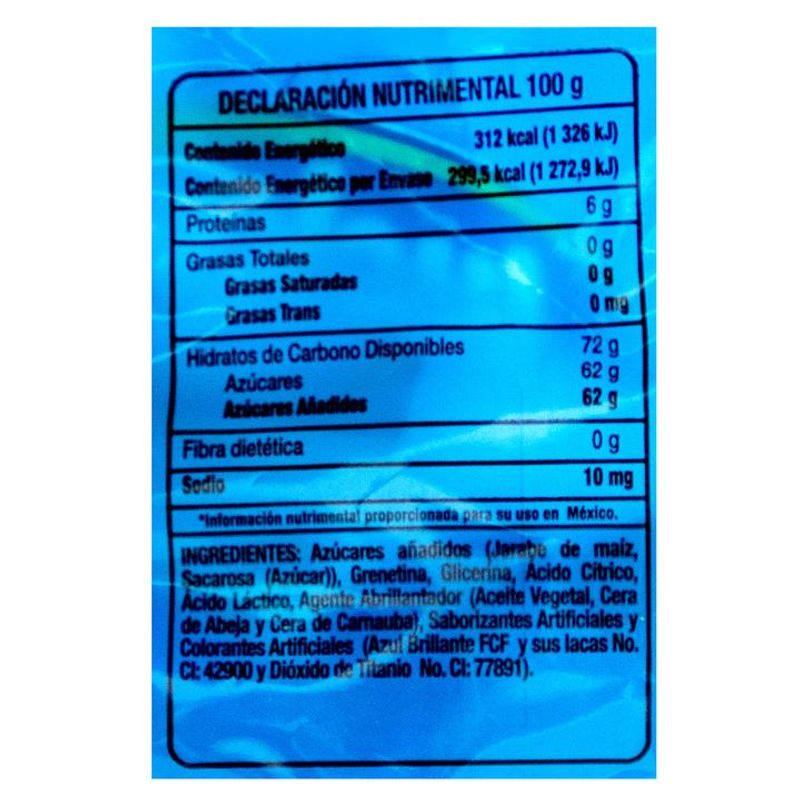 DECLARACIÓN NUTRIMENTAL 100 g
Contenido Energético 312 kcal (1 326 kJ)
Contenido Energético por Envase 299,5 kcal (1 272,9 kJ)
Proteínas 6 g
Grasas Totales 0 g
Grasas Saturadas 0 g
Grasas Trans 0 mg
Hidratos de Carbono Disponibles 72 g
Azúcares 62 g
Azúcares Añadidos 62 g
Fibra dietética 0 g
Sodio 10 mg
*Información nutrimental proporcionada para su uso en México.
INGREDIENTES: Azúcares añadidos (Jarabe de maíz,
Sacarosa (Azúcar)), Grenetina, Glicerina, Ácido Cítrico,
Ácido Láctico, Agente Abrillantador (Aceite Vegetal, Cera
de Abeja y Cera de Carnauba), Saborizantes Artificiales y
Colorantes Artificiales (Azul Brillante FCF y sus lacas No.
CI: 42900 y Dióxido de Titanio No. CI: 77891).